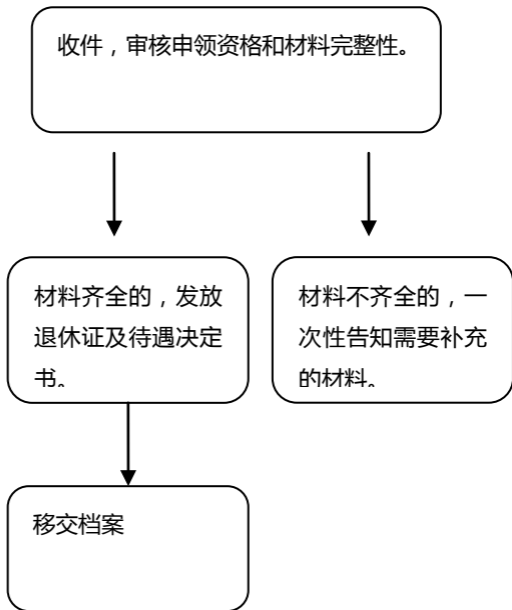 收件，审核申领资格和材料完整性。
材料齐全的，发放
退休证及待遇决定
书。
材料不齐全的，一
次性告知需要补充
的材料。
移交档案